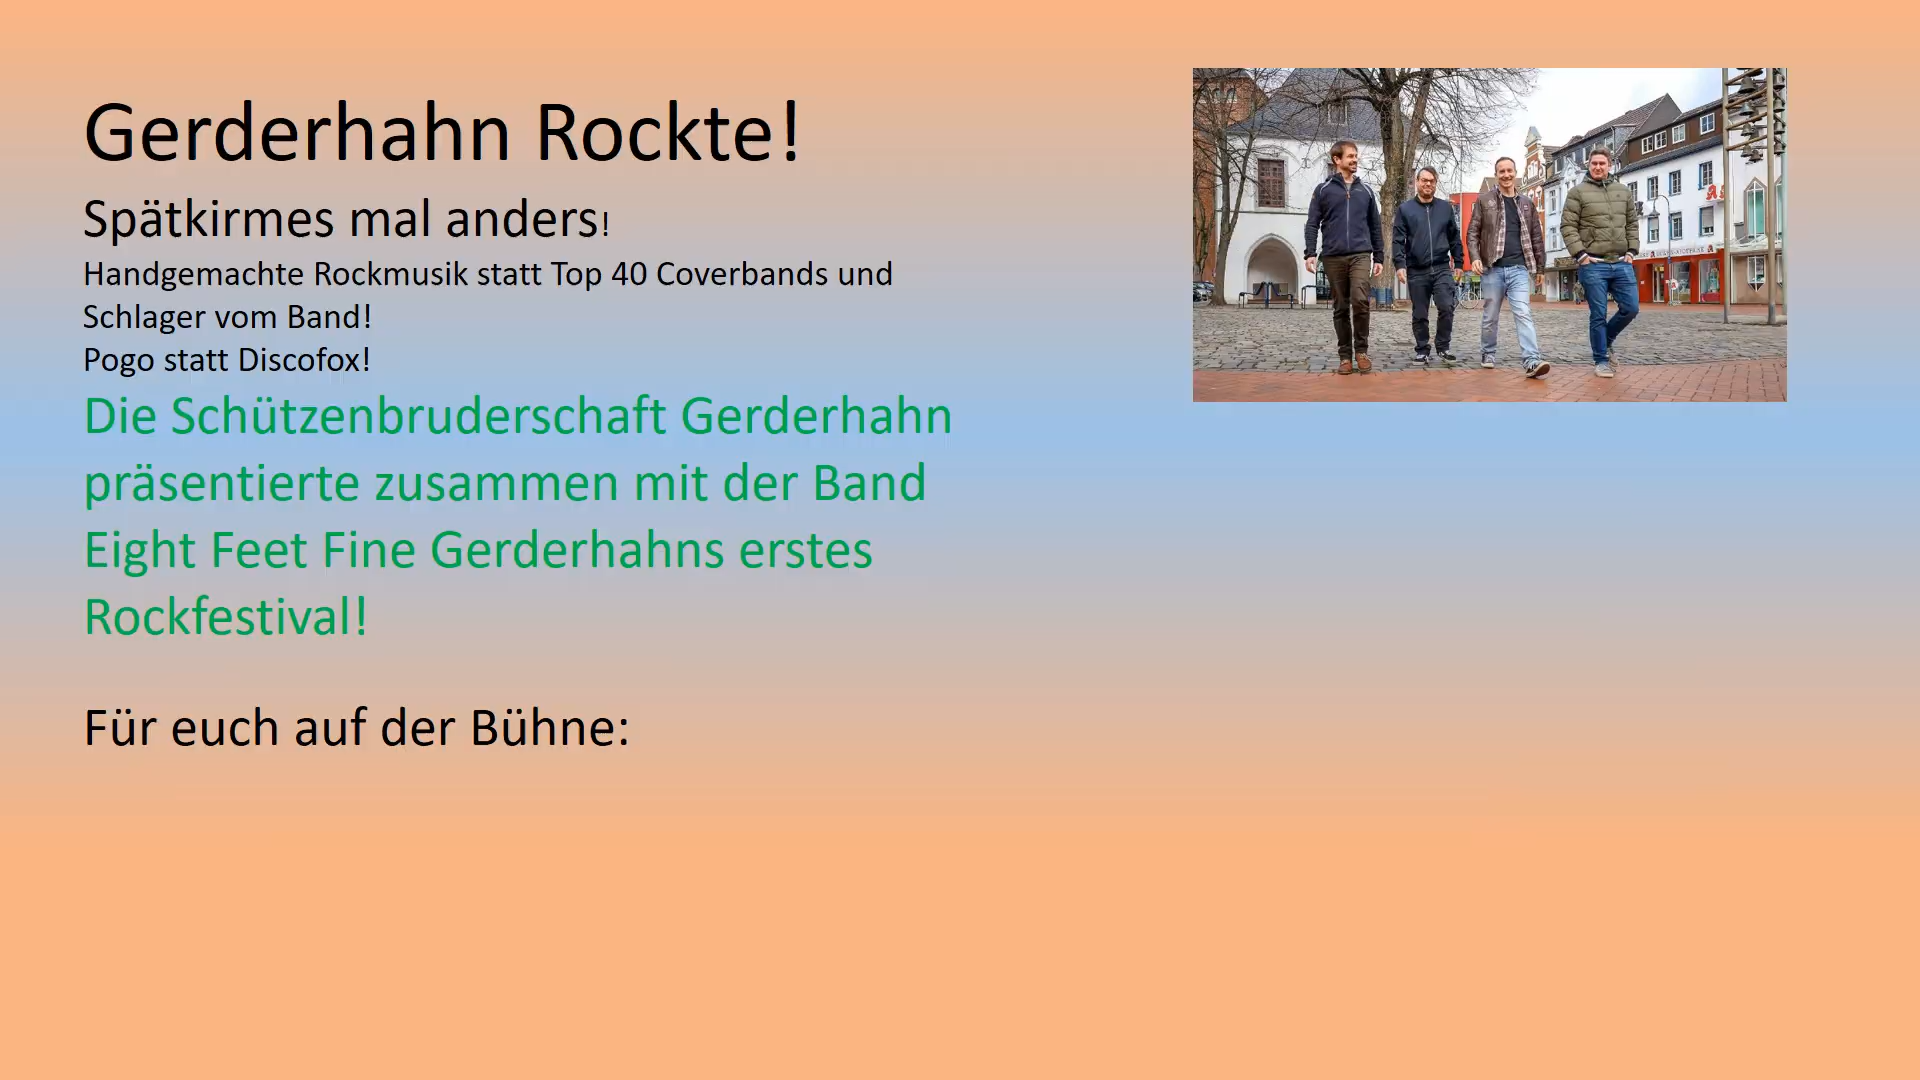 Gerderhahn Rockte!
Spätkirmes mal anders!
Handgemachte Rockmusik statt Top 40 Coverbands und
Schlager vom Band!
Pogo statt Discofox!
Die Schützenbruderschaft Gerderhahn
präsentierte zusammen mit der Band
Eight Feet Fine Gerderhahns erstes
Rockfestival!
Für euch auf der Bühne: